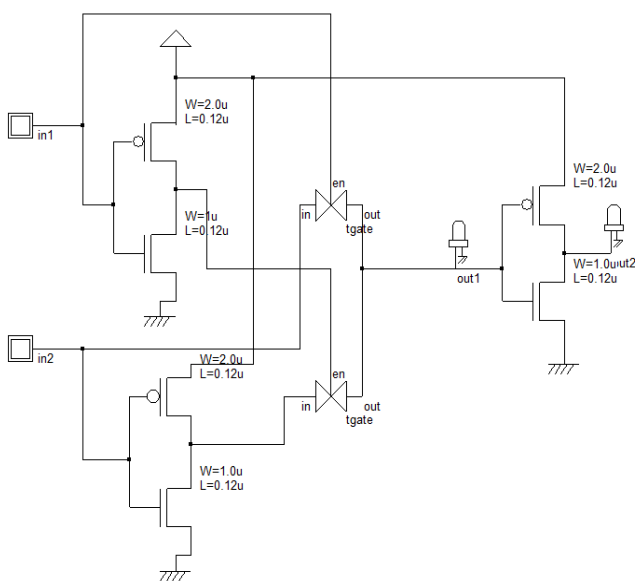 W=2.0u
L=0.12u
in1
W=2.0u
L=0.12u
en
W=1u
L=0.12u
in
out
tgate
W=1.0u
out2
L=0.12u
out1
in2
W=2.0u
L=0.12u
en
in
out
tgate
W=1.0u
L=0.12u